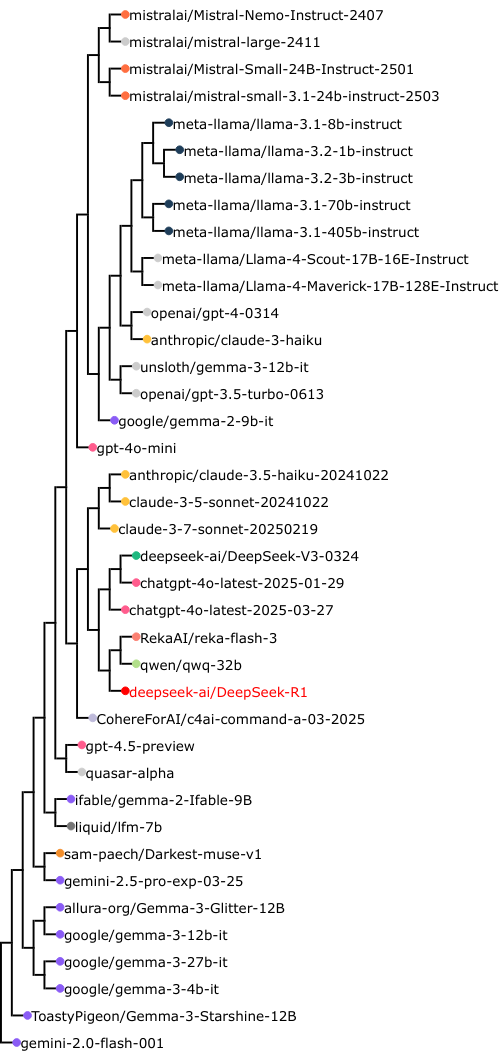 mistralai/Mistral-Nemo-Instruct-2407
mistralai/mistral-large-2411
mistralai/Mistral-Small-24B-Instruct-2501
mistralai/mistral-small-3.1-24b-instruct-2503
meta-llama/llama-3.1-8b-instruct
meta-llama/llama-3.2-1b-instruct
meta-llama/llama-3.2-3b-instruct
meta-llama/llama-3.1-70b-instruct
meta-llama/llama-3.1-405b-instruct
meta-llama/Llama-4-Scout-17B-16E-Instruct
meta-llama/Llama-4-Maverick-17B-128E-Instruct
openai/gpt-4-0314
anthropic/claude-3-haiku
unsloth/gemma-3-12b-it
openai/gpt-3.5-turbo-0613
google/gemma-2-9b-it
gpt-4o-mini
anthropic/claude-3.5-haiku-20241022
claude-3-5-sonnet-20241022
claude-3-7-sonnet-20250219
deepseek-ai/DeepSeek-V3-0324
chatgpt-4o-latest-2025-01-29
chatgpt-4o-latest-2025-03-27
RekaAI/reka-flash-3
qwen/qwq-32b
deepseek-ai/DeepSeek-R1
CohereForAI/c4ai-command-a-03-2025
gpt-4.5-preview
quasar-alpha
ifable/gemma-2-Ifable-9B
liquid/lfm-7b
sam-paech/Darkest-muse-v1
gemini-2.5-pro-exp-03-25
allura-org/Gemma-3-Glitter-12B
google/gemma-3-12b-it
google/gemma-3-27b-it
google/gemma-3-4b-it
ToastyPigeon/Gemma-3-Starshine-12B
gemini-2.0-flash-001